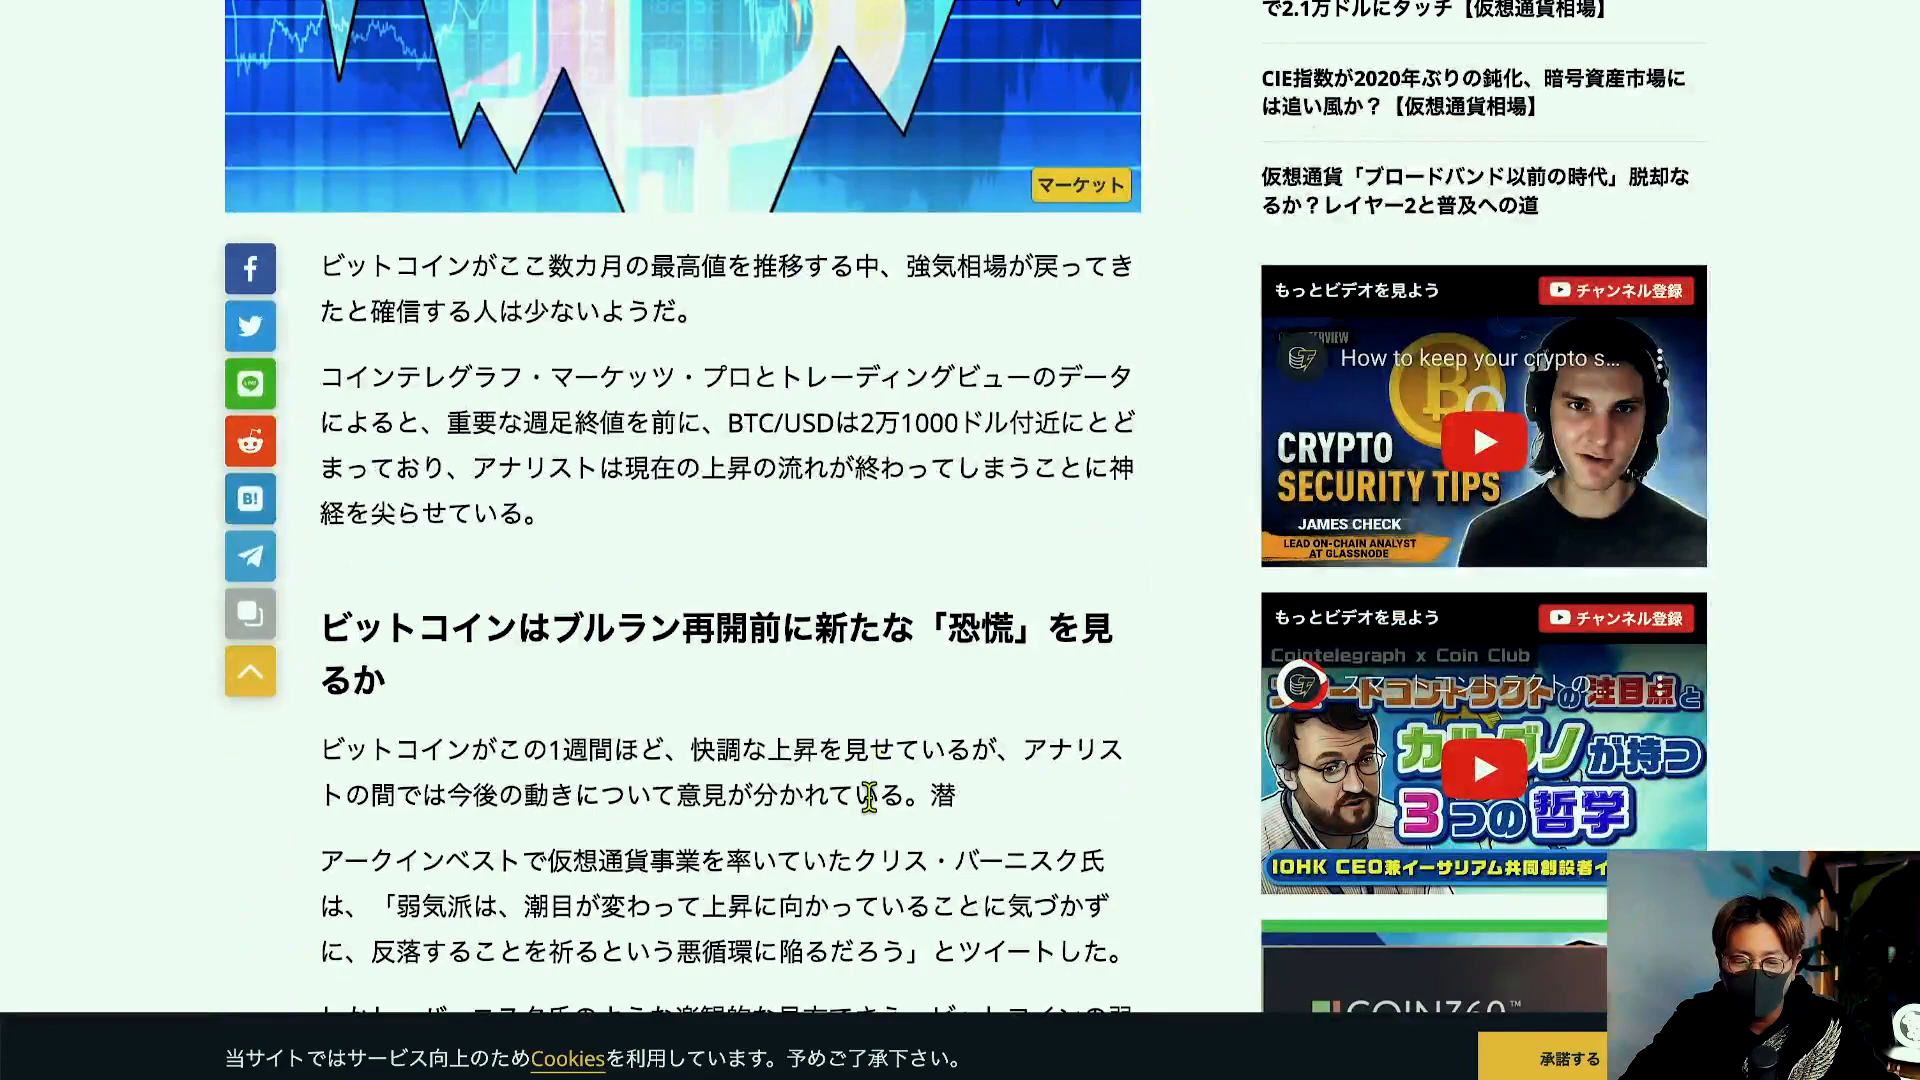 で2.1万ドルにタッチ【仮想通貨相場】
CIE指数が2020年ぶりの鈍化、暗号資産市場に
は追い風か？【仮想通貨相場】
仮想通貨「ブロードバンド以前の時代」脱却な
るか？レイヤー2と普及への道
マーケット
ビットコインがここ数カ月の最高値を推移する中、強気相場が戻ってき
たと確信する人は少ないようだ。
コインテレグラフ・マーケッツ・プロとトレーディングビューのデータ
によると、重要な週足終値を前に、BTC/USDは2万1000ドル付近にとど
まっており、アナリストは現在の上昇の流れが終わってしまうことに神
経を尖らせている。
ビットコインはブルラン再開前に新たな「恐慌」を見
るか
ビットコインがこの1週間ほど、快調な上昇を見せているが、アナリス
トの間では今後の動きについて意見が分かれている。潜
アークインベストで仮想通貨事業を率いていたクリス・バーニスク氏
は、「弱気派は、潮目が変わって上昇に向かっていることに気づかず
に、反落することを祈るという悪循環に陥るだろう」とツイートした。
もっとビデオを見よう
チャンネル登録
How to keep your crypto s...
CRYPTO
SECURITY TIPS
JAMES CHECK
LEAD ON-CHAIN ANALYST
AT GLASSNODE
もっとビデオを見よう
チャンネル登録
Cointelegraph x Coin Club
スマートコントラクトの注目点と
カルダノが持つ
3つの哲学
IOHK CEO兼イーサリアム共同創設者イ
COIN360™
当サイトではサービス向上のためCookiesを利用しています。予めご了承下さい。
承諾する